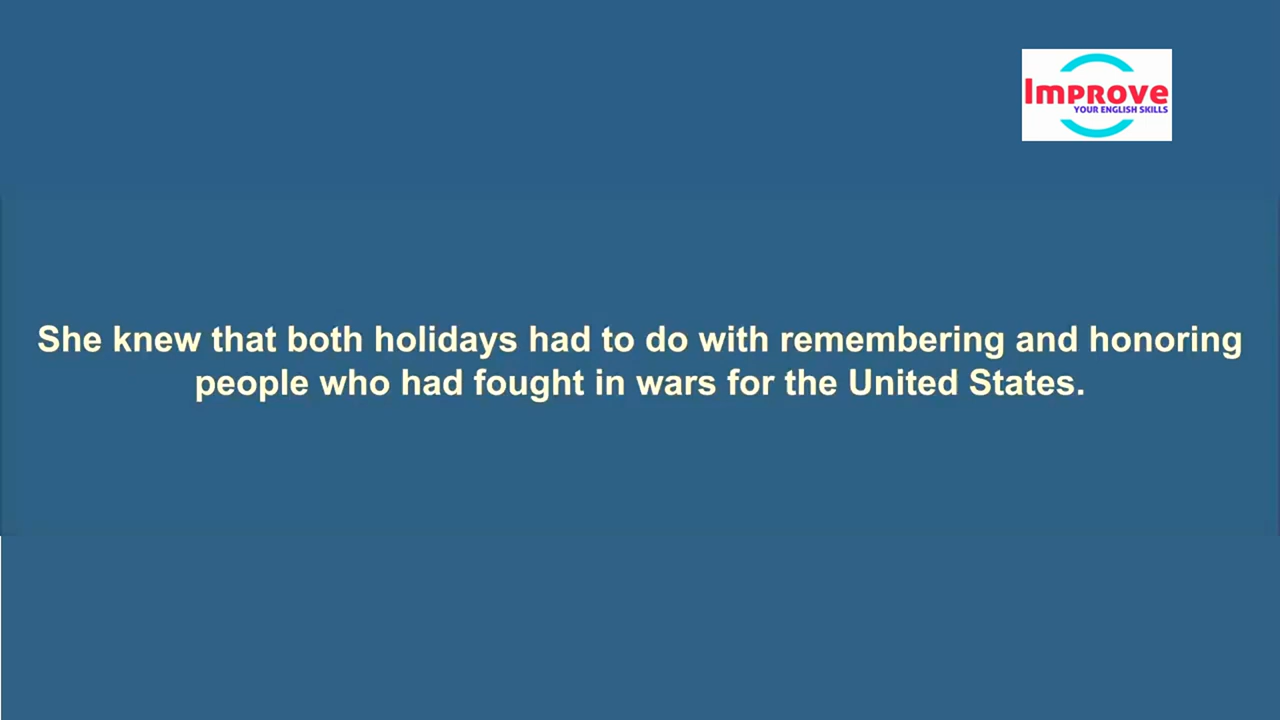 Improve
YOUR ENGLISH SKILLS
She knew that both holidays had to do with remembering and honoring
people who had fought in wars for the United States.